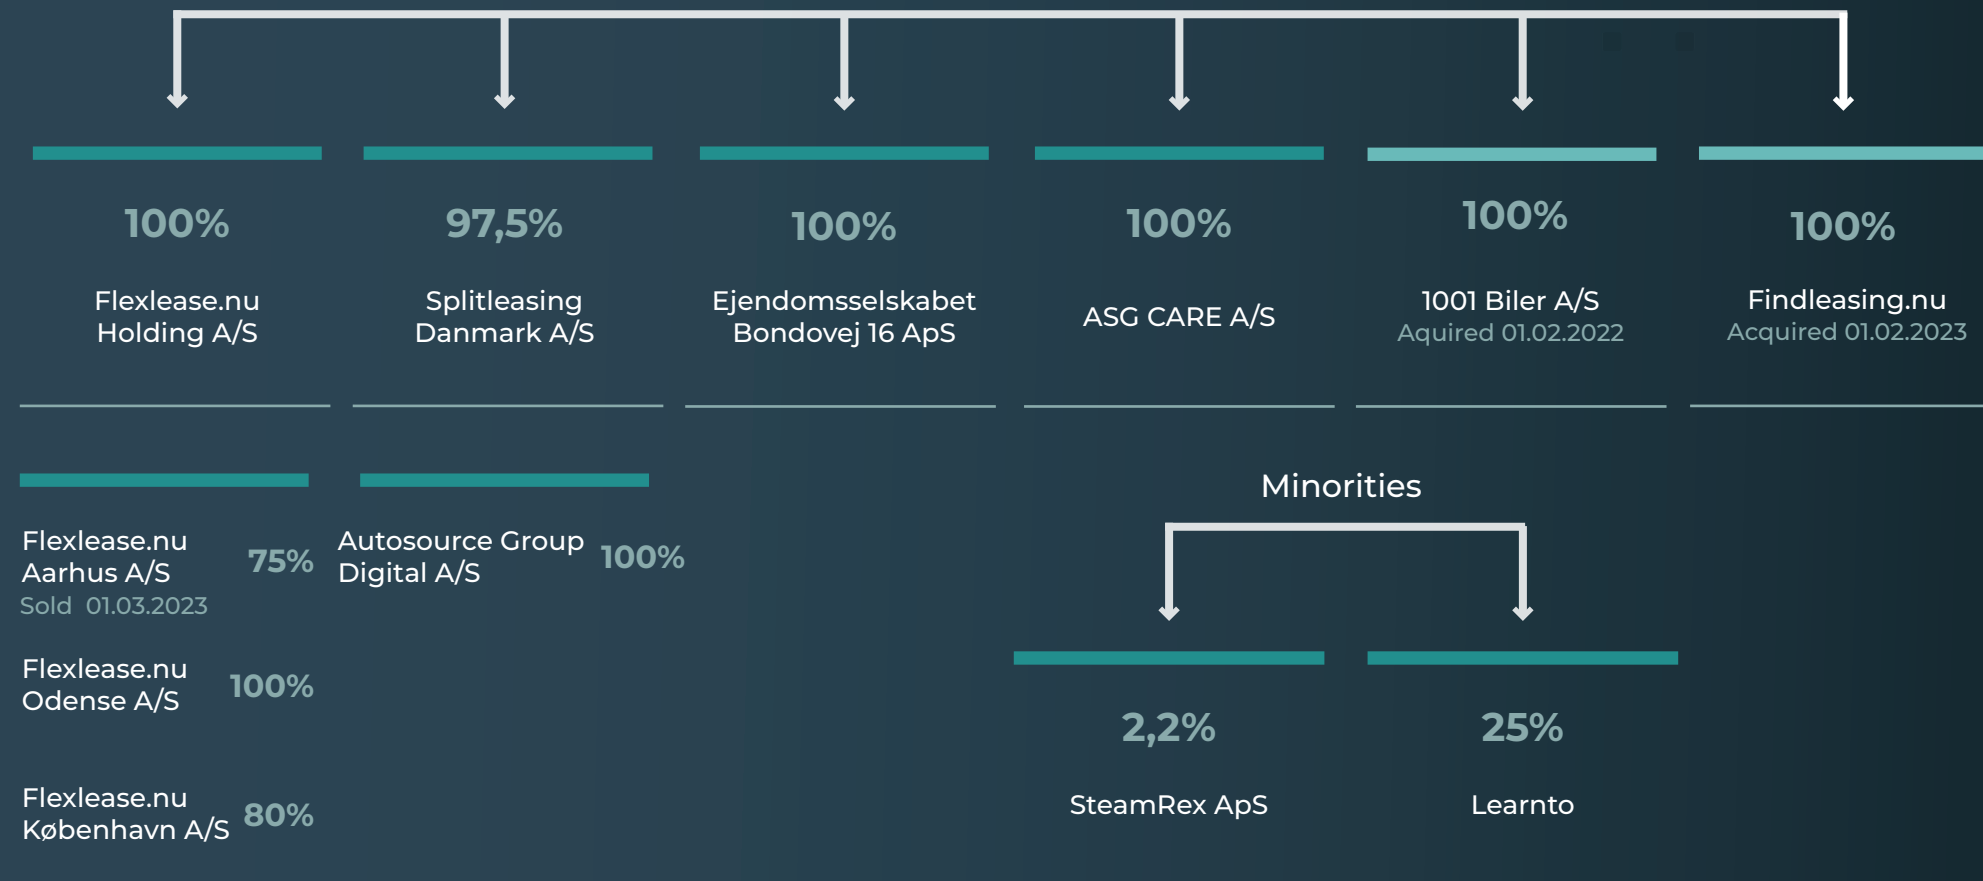 100%
Flexlease.nu
Holding A/S
97,5%
Splitleasing
Danmark A/S
100%
Ejendomsselskabet
Bondovej 16 ApS
100%
ASG CARE A/S
100%
1001 Biler A/S
Aquired 01.02.2022
100%
Findleasing.nu
Acquired 01.02.2023
Flexlease.nu
Aarhus A/S
75%
Sold 01.03.2023
Flexlease.nu
Odense A/S
100%
Flexlease.nu
København A/S
80%
Autosource Group
Digital A/S
100%
Minorities
2,2%
SteamRex ApS
25%
Learnto